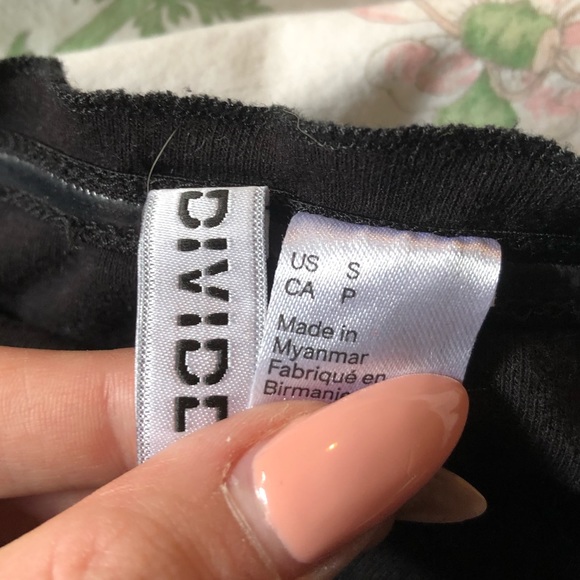 DIVIDE
US S
CA P
Made in
Myanmar
Fabriqué en
Birmanie